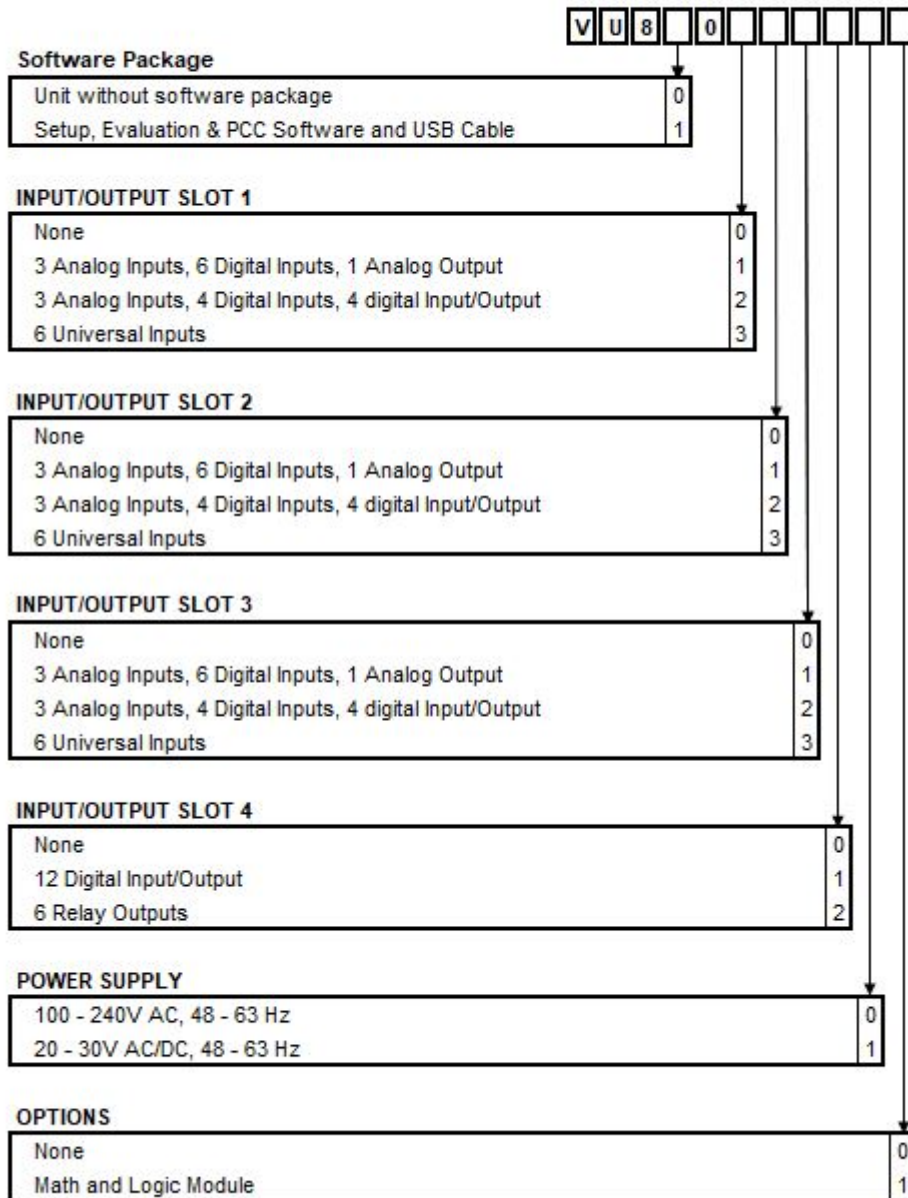 VU8 0
Software Package
Unit without software package 0
Setup, Evaluation & PCC Software and USB Cable 1
INPUT/OUTPUT SLOT 1
None 0
3 Analog Inputs, 6 Digital Inputs, 1 Analog Output 1
3 Analog Inputs, 4 Digital Inputs, 4 digital Input/Output 2
6 Universal Inputs 3
INPUT/OUTPUT SLOT 2
None 0
3 Analog Inputs, 6 Digital Inputs, 1 Analog Output 1
3 Analog Inputs, 4 Digital Inputs, 4 digital Input/Output 2
6 Universal Inputs 3
INPUT/OUTPUT SLOT 3
None 0
3 Analog Inputs, 6 Digital Inputs, 1 Analog Output 1
3 Analog Inputs, 4 Digital Inputs, 4 digital Input/Output 2
6 Universal Inputs 3
INPUT/OUTPUT SLOT 4
None 0
12 Digital Input/Output 1
6 Relay Outputs 2
POWER SUPPLY
100 - 240V AC, 48 - 63 Hz 0
20 - 30V AC/DC, 48 - 63 Hz 1
OPTIONS
None 0
Math and Logic Module 1